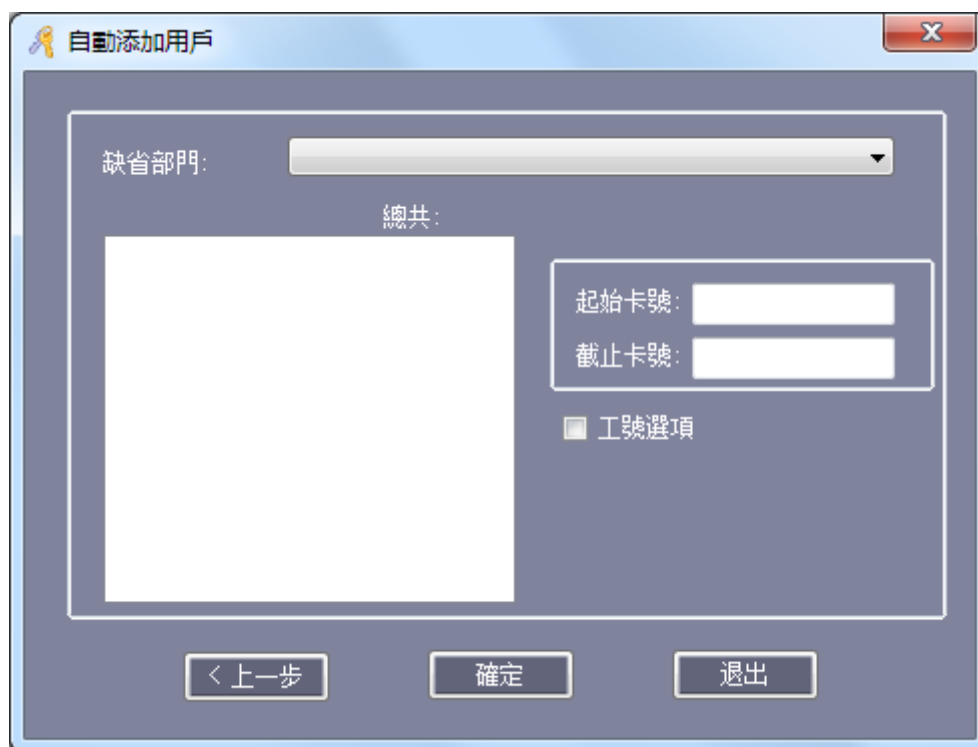 自動添加用戶
缺省部門:
總共:
起始卡號:
截止卡號:
工號選項
< 上一步
確定
退出